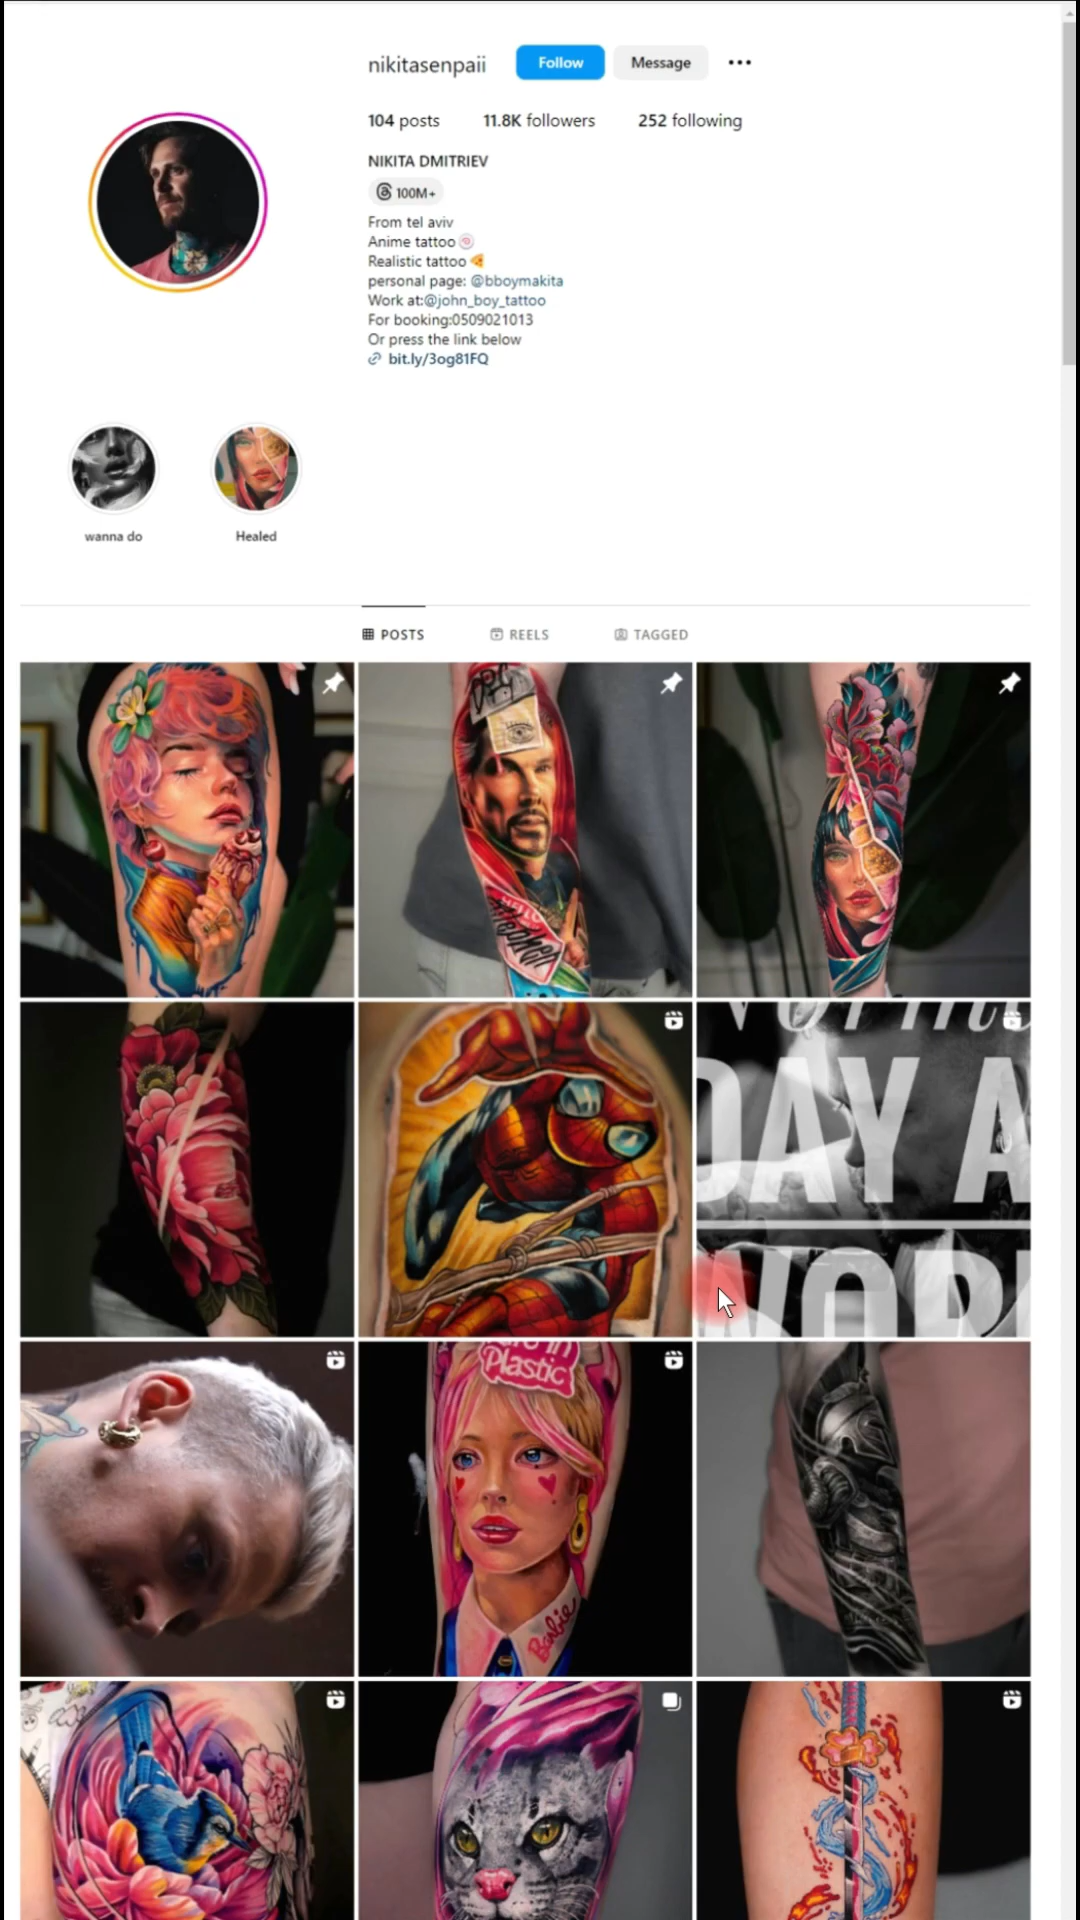 nikitasenpaii Follow Message
104 posts 11.8K followers 252 following
NIKITA DMITRIEV
100M+
From tel aviv
Anime tattoo
Realistic tattoo
personal page: @bboymakita
Work at:@john_boy_tattoo
For booking:0509021013
Or press the link below
bit.ly/3og81FQ
wanna do Healed
POSTS REELS TAGGED
HELLO
Stephen
DAY A
Plastic
Barbie